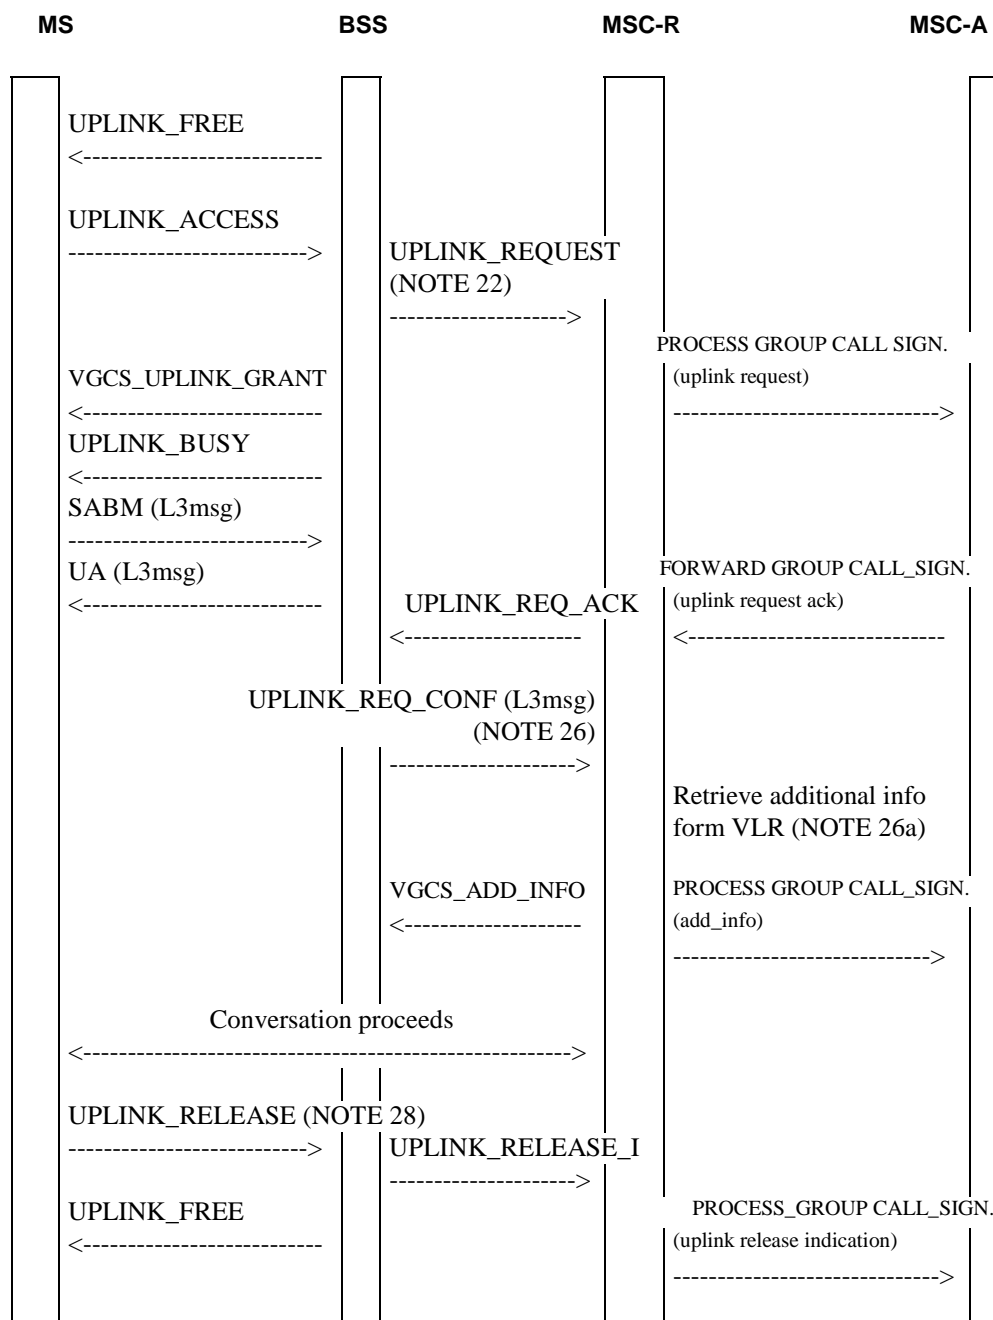 MS BSS MSC-R MSC-A
UPLINK_FREE
<---------------------------
UPLINK_ACCESS
--------------------------->
UPLINK_REQUEST
(NOTE 22)
-------------------->
PROCESS GROUP CALL SIGN.
VGCS_UPLINK_GRANT
(uplink request)
<---------------------------
------------------------------>
UPLINK_BUSY
<---------------------------
SABM (L3msg)
--------------------------->
UA (L3msg)
FORWARD GROUP CALL_SIGN.
<---------------------------
UPLINK_REQ_ACK
(uplink request ack)
<--------------------
<-----------------------------
UPLINK_REQ_CONF (L3msg)
(NOTE 26)
--------------------->
Retrieve additional info
form VLR (NOTE 26a)
VGCS_ADD_INFO
PROCESS GROUP CALL_SIGN.
<--------------------
(add_info)
----------------------------->
Conversation proceeds
<------------------------------------------------------->
UPLINK_RELEASE (NOTE 28)
--------------------------->
UPLINK_RELEASE_I
--------------------->
UPLINK_FREE
PROCESS_GROUP CALL_SIGN.
<---------------------------
(uplink release indication)
------------------------------>